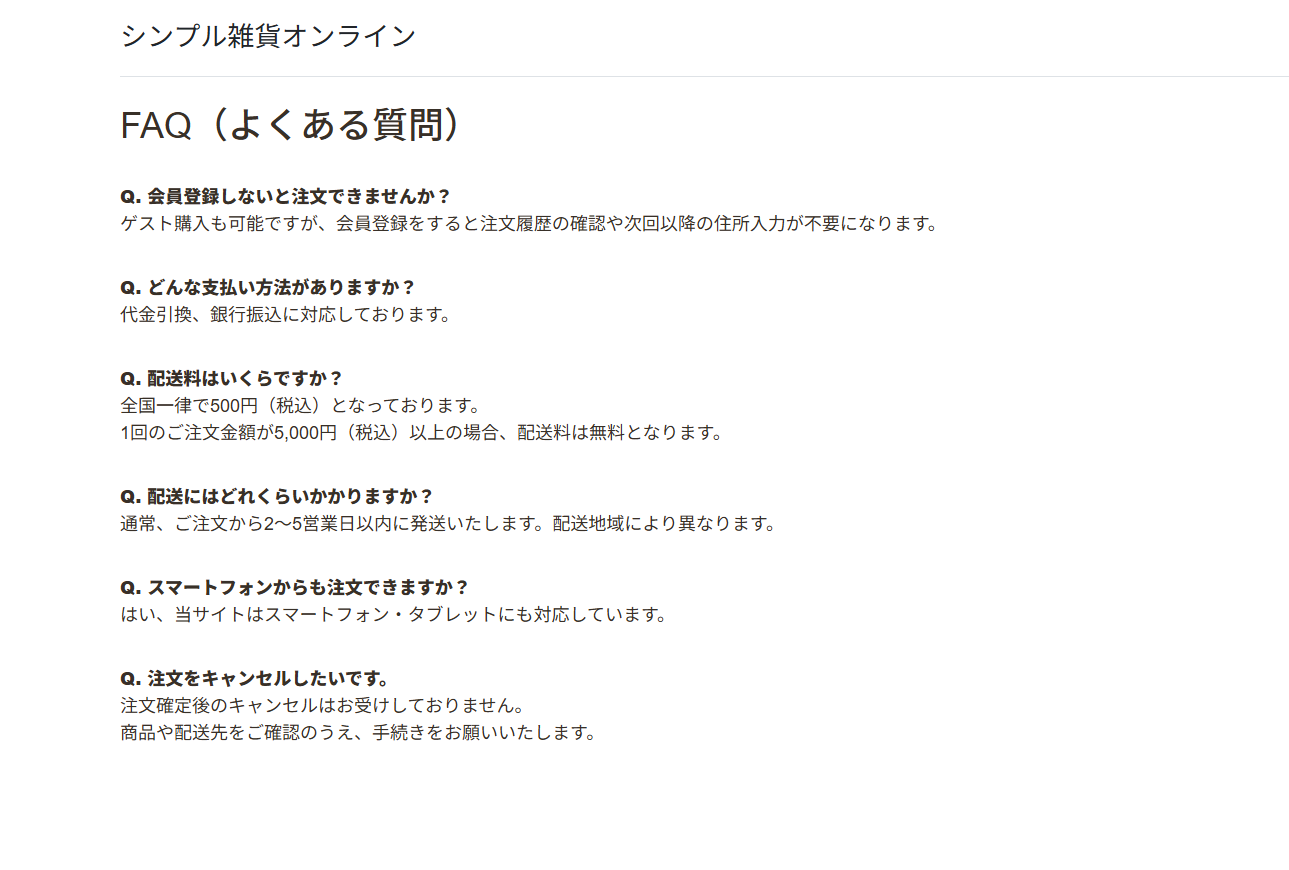 シンプル雑貨オンライン
FAQ（よくある質問）
Q. 会員登録しないと注文できませんか？
ゲスト購入も可能ですが、会員登録をすると注文履歴の確認や次回以降の住所入力が不要になります。
Q. どんな支払い方法がありますか？
代金引換、銀行振込に対応しております。
Q. 配送料はいくらですか？
全国一律で500円（税込）となっております。
1回のご注文金額が5,000円（税込）以上の場合、配送料は無料となります。
Q. 配送にはどれくらいかかりますか？
通常、ご注文から2〜5営業日以内に発送いたします。配送地域により異なります。
Q. スマートフォンからも注文できますか？
はい、当サイトはスマートフォン・タブレットにも対応しています。
Q. 注文をキャンセルしたいです。
注文確定後のキャンセルはお受けしておりません。
商品や配送先をご確認のうえ、手続きをお願いいたします。